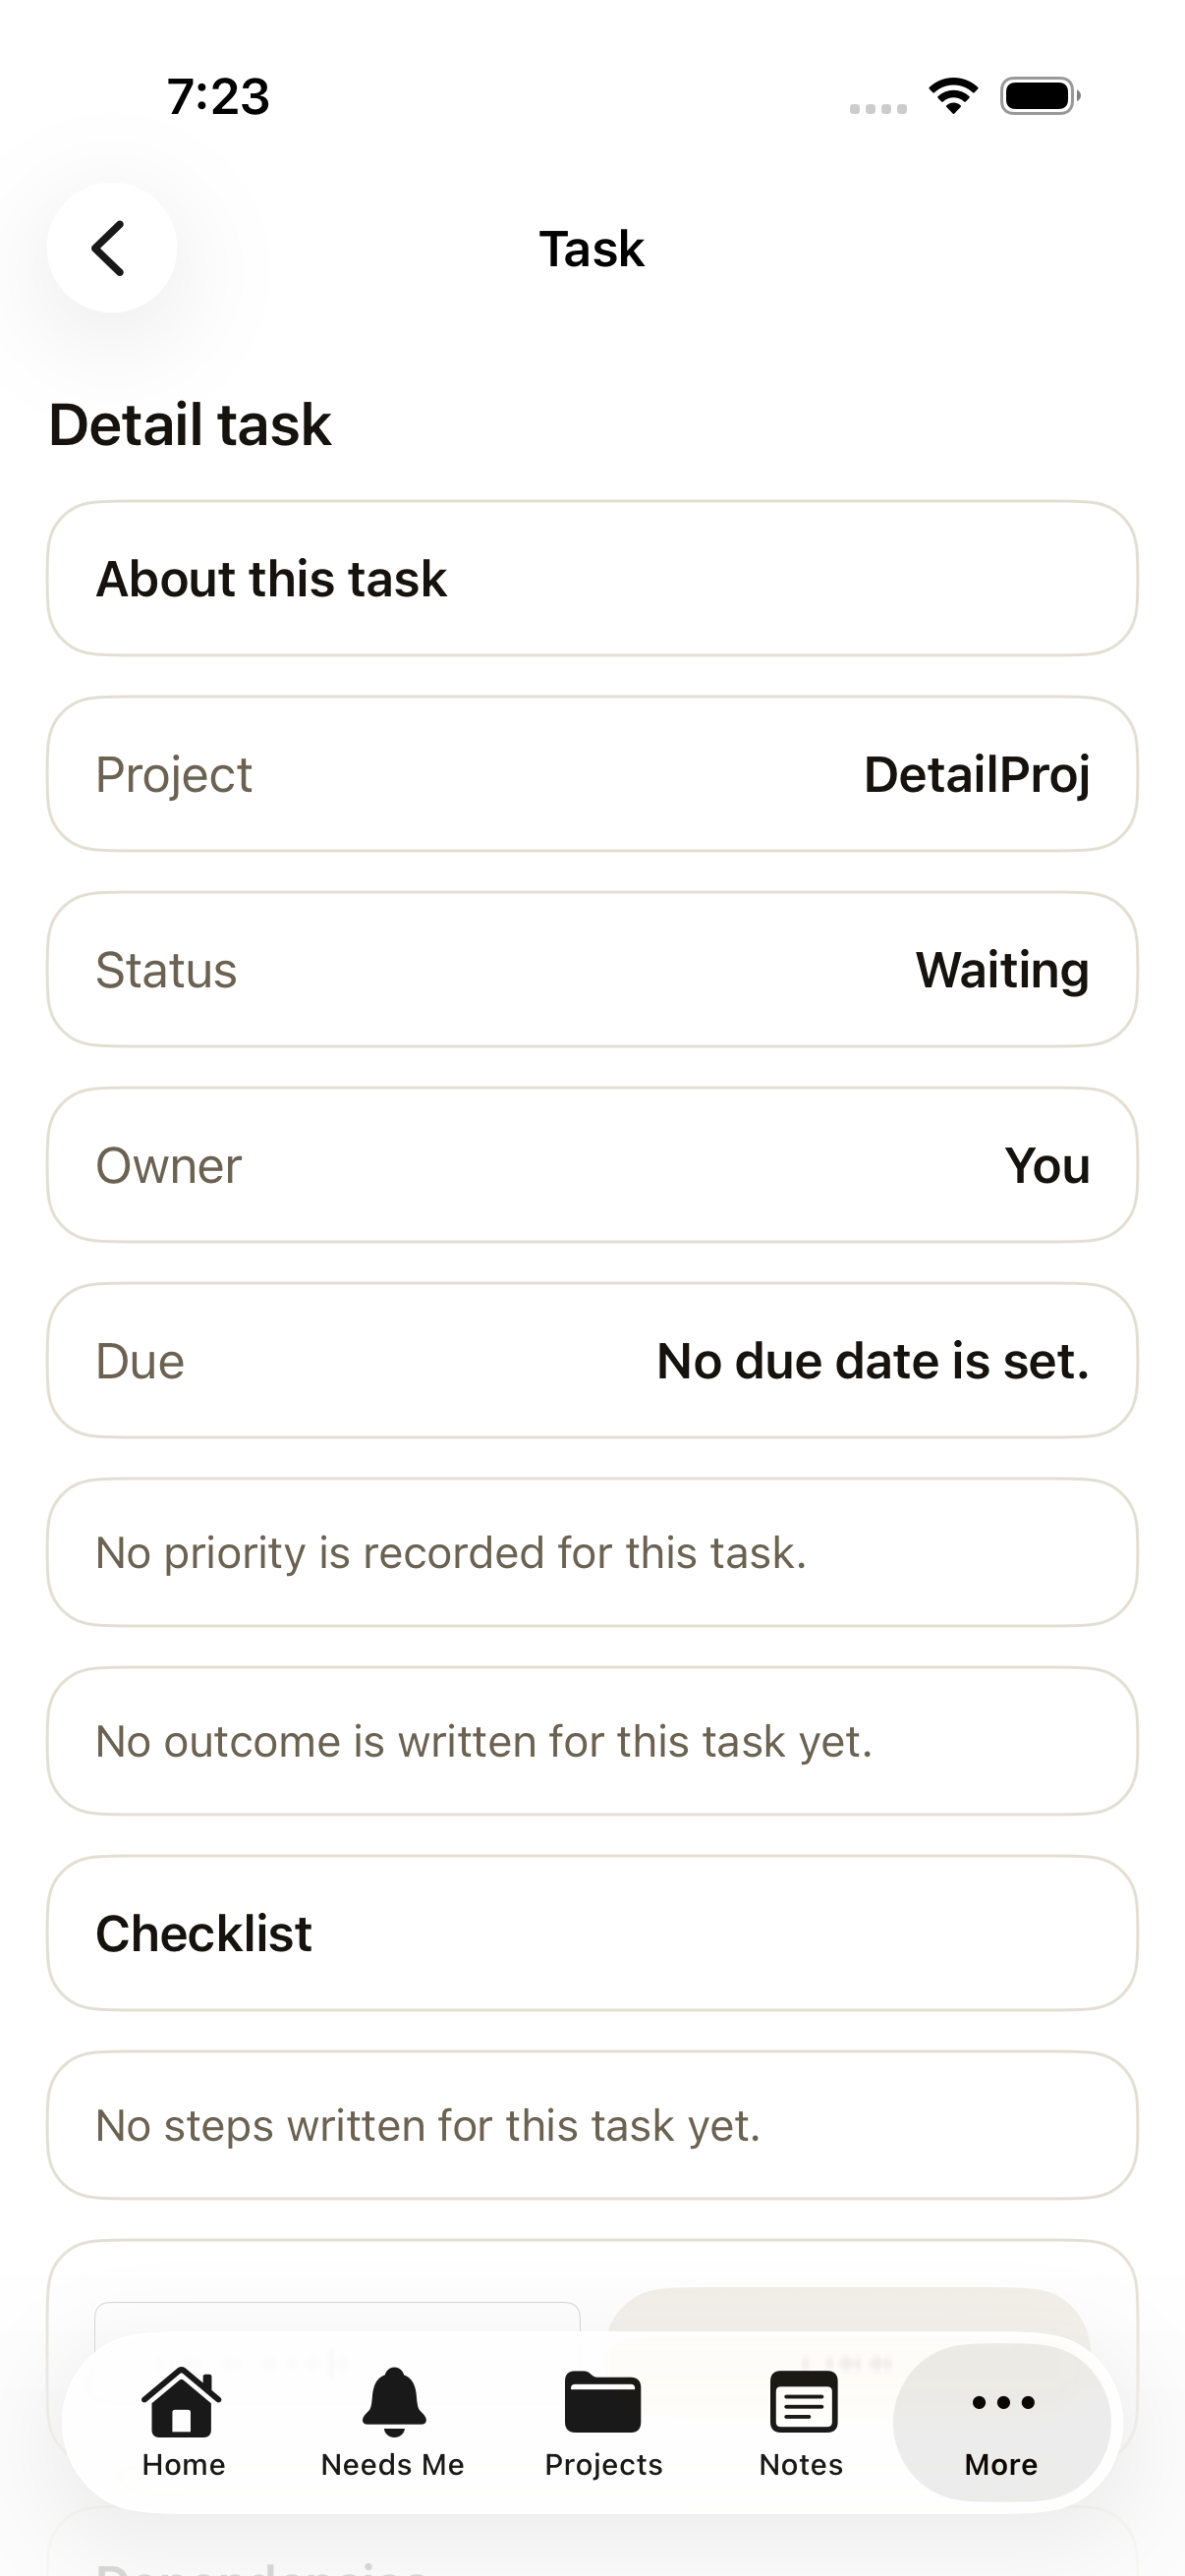 7:23
Task
Detail task
About this task
Project DetailProj
Status Waiting
Owner You
Due No due date is set.
No priority is recorded for this task.
No outcome is written for this task yet.
Checklist
No steps written for this task yet.
Home Needs Me Projects Notes More